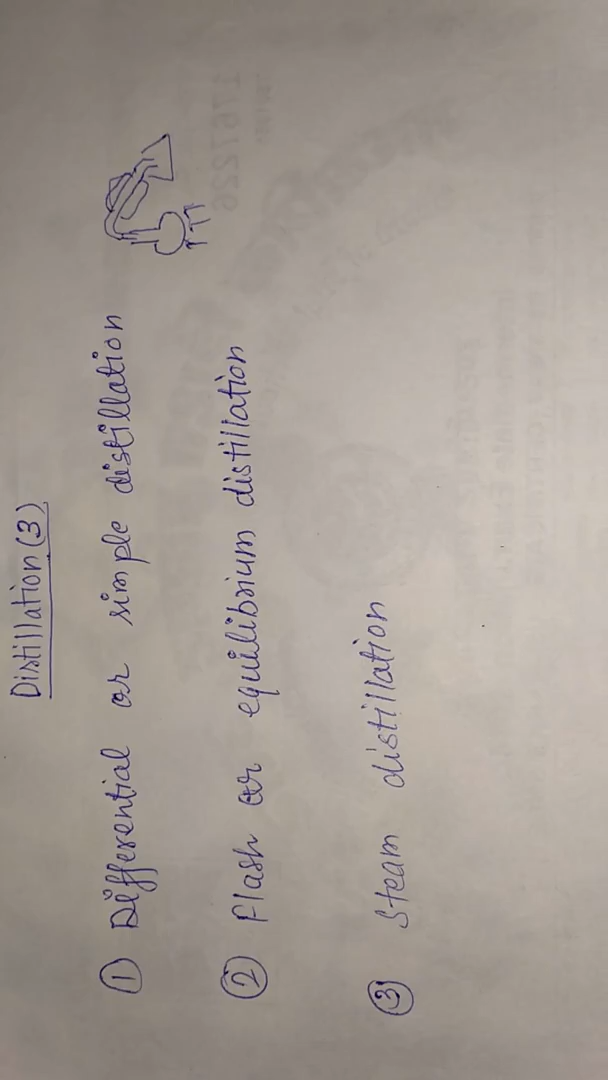 Distillation (3)
① Differential or simple distillation
② Flash or equilibrium distillation
③ Steam distillation